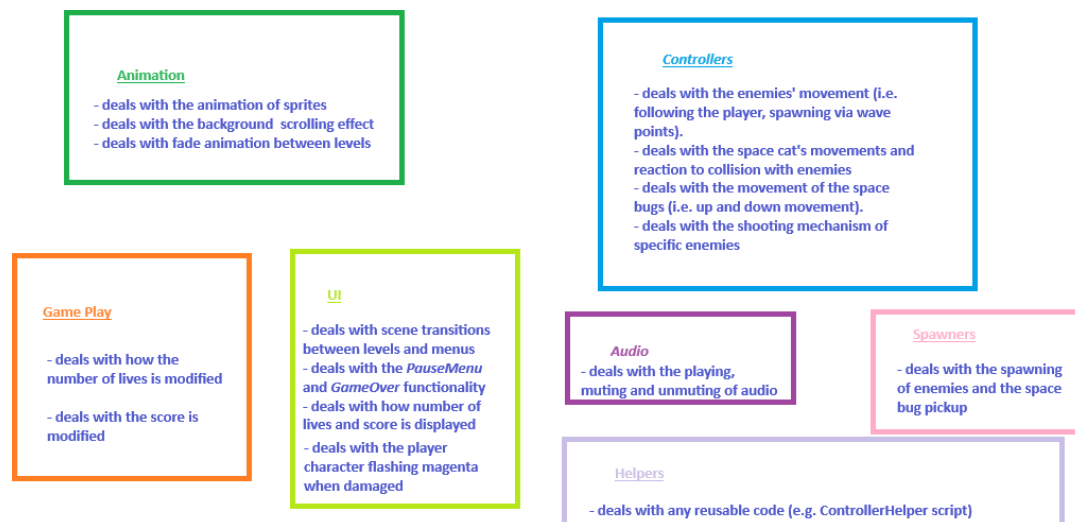 Animation
- deals with the animation of sprites
- deals with the background scrolling effect
- deals with fade animation between levels
Controllers
- deals with the enemies' movement (i.e.
following the player, spawning via wave
points).
- deals with the space cat's movements and
reaction to collision with enemies
- deals with the movement of the space
bugs (i.e. up and down movement).
- deals with the shooting mechanism of
specific enemies
Game Play
- deals with how the
number of lives is modified
- deals with the score is
modified
UI
- deals with scene transitions
between levels and menus
- deals with the PauseMenu
and GameOver functionality
- deals with how number of
lives and score is displayed
- deals with the player
character flashing magenta
when damaged
Audio
- deals with the playing,
muting and unmuting of audio
Spawners
- deals with the spawning
of enemies and the space
bug pickup
Helpers
- deals with any reusable code (e.g. ControllerHelper script)